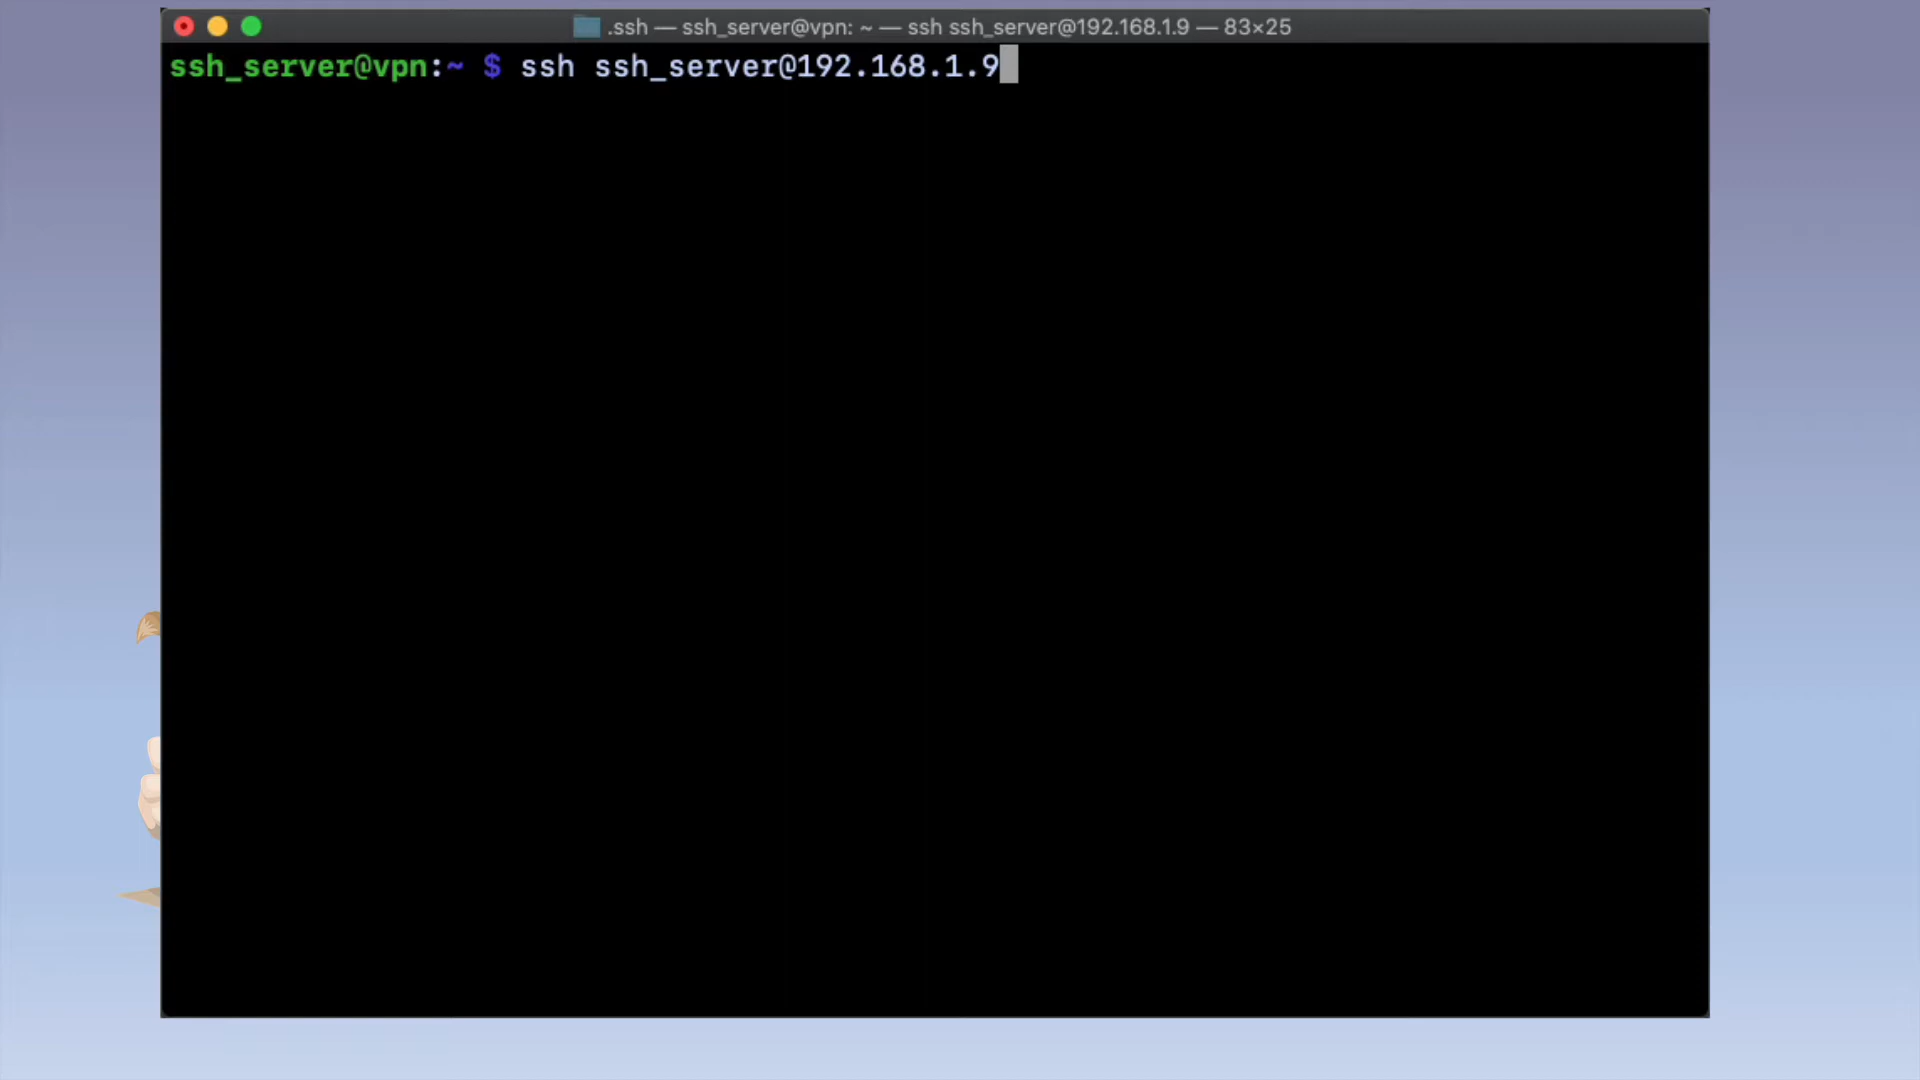 .ssh — ssh_server@vpn: ~ — ssh ssh_server@192.168.1.9 — 83×25
ssh_server@vpn:~ $ ssh ssh_server@192.168.1.9